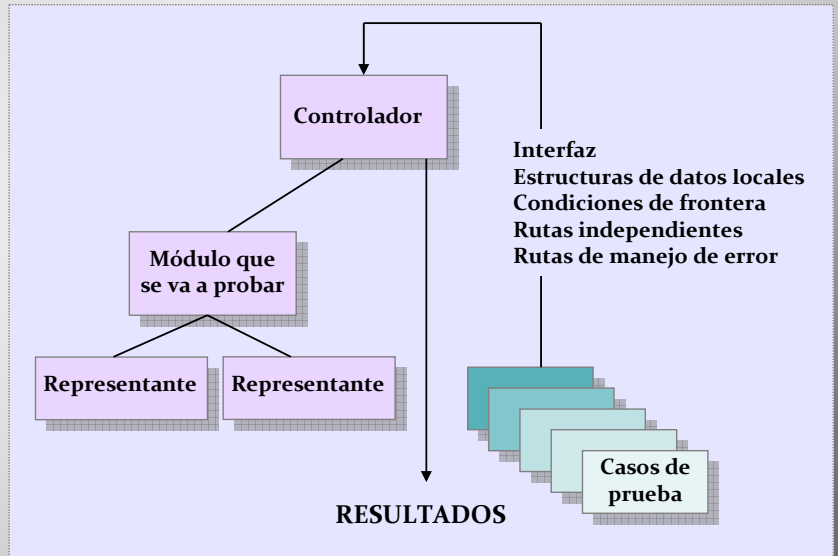 Controlador
Interfaz
Estructuras de datos locales
Condiciones de frontera
Rutas independientes
Rutas de manejo de error
Módulo que
se va a probar
Representante
Representante
Casos de
prueba
RESULTADOS